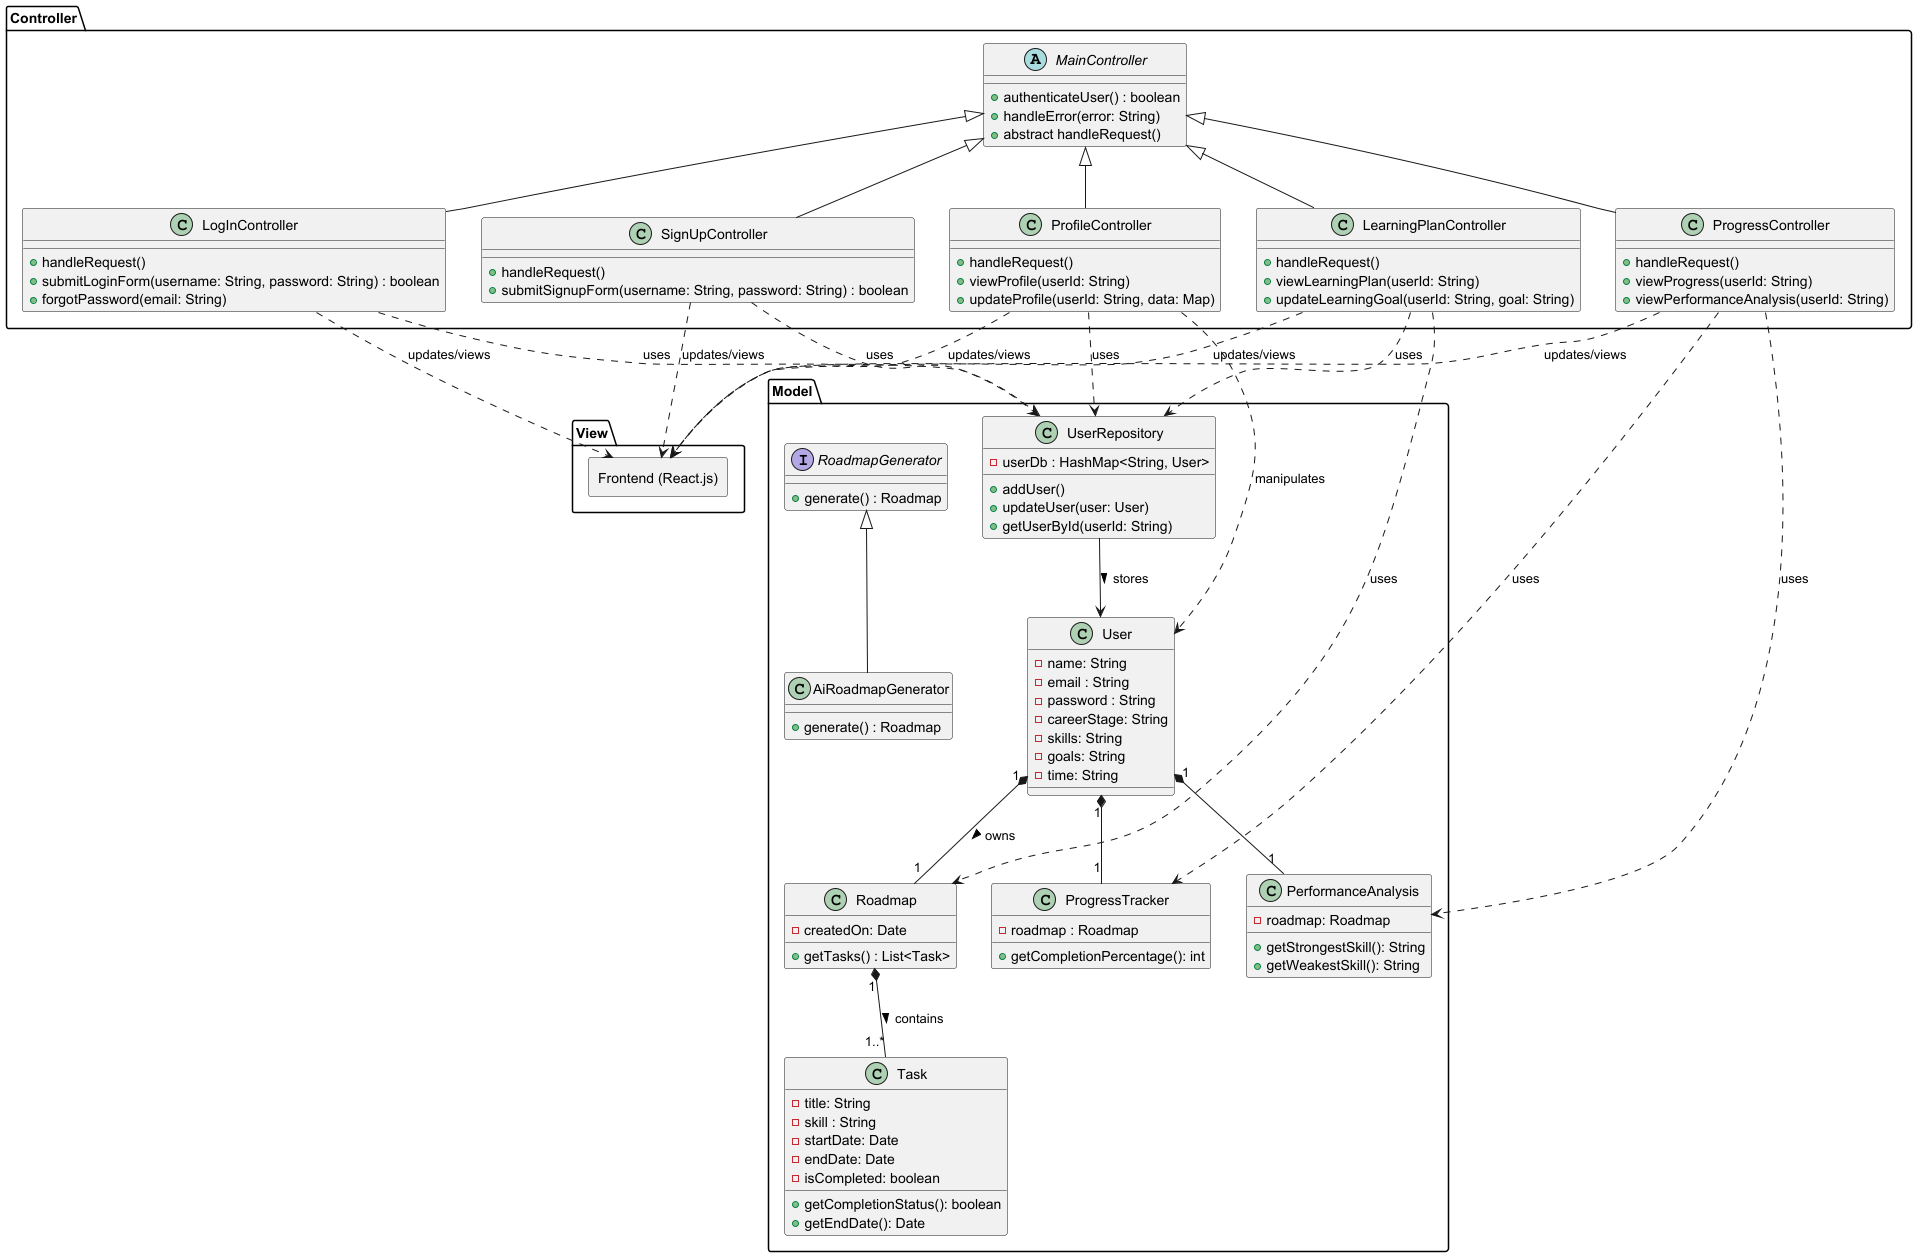 Controller
A MainController
authenticateUser() : boolean
handleError(error: String)
abstract handleRequest()
C LogInController
handleRequest()
submitLoginForm(username: String, password: String) : boolean
forgotPassword(email: String)
C SignUpController
handleRequest()
submitSignupForm(username: String, password: String) : boolean
C ProfileController
handleRequest()
viewProfile(userId: String)
updateProfile(userId: String, data: Map)
C LearningPlanController
handleRequest()
viewLearningPlan(userId: String)
updateLearningGoal(userId: String, goal: String)
C ProgressController
handleRequest()
viewProgress(userId: String)
viewPerformanceAnalysis(userId: String)
updates/views
uses
updates/views
uses
updates/views
uses
updates/views
uses
updates/views
Model
View
Frontend (React.js)
I RoadmapGenerator
generate() : Roadmap
C UserRepository
userDb : HashMap<String, User>
addUser()
updateUser(user: User)
getUserById(userId: String)
manipulates
stores
uses
uses
uses
C User
name: String
email : String
password : String
careerStage: String
skills: String
goals: String
time: String
C AiRoadmapGenerator
generate() : Roadmap
1
1
1
owns
1
1
1
C Roadmap
createdOn: Date
getTasks() : List<Task>
C ProgressTracker
roadmap : Roadmap
getCompletionPercentage(): int
C PerformanceAnalysis
roadmap: Roadmap
getStrongestSkill(): String
getWeakestSkill(): String
1
contains
1..*
C Task
title: String
skill : String
startDate: Date
endDate: Date
isCompleted: boolean
getCompletionStatus(): boolean
getEndDate(): Date